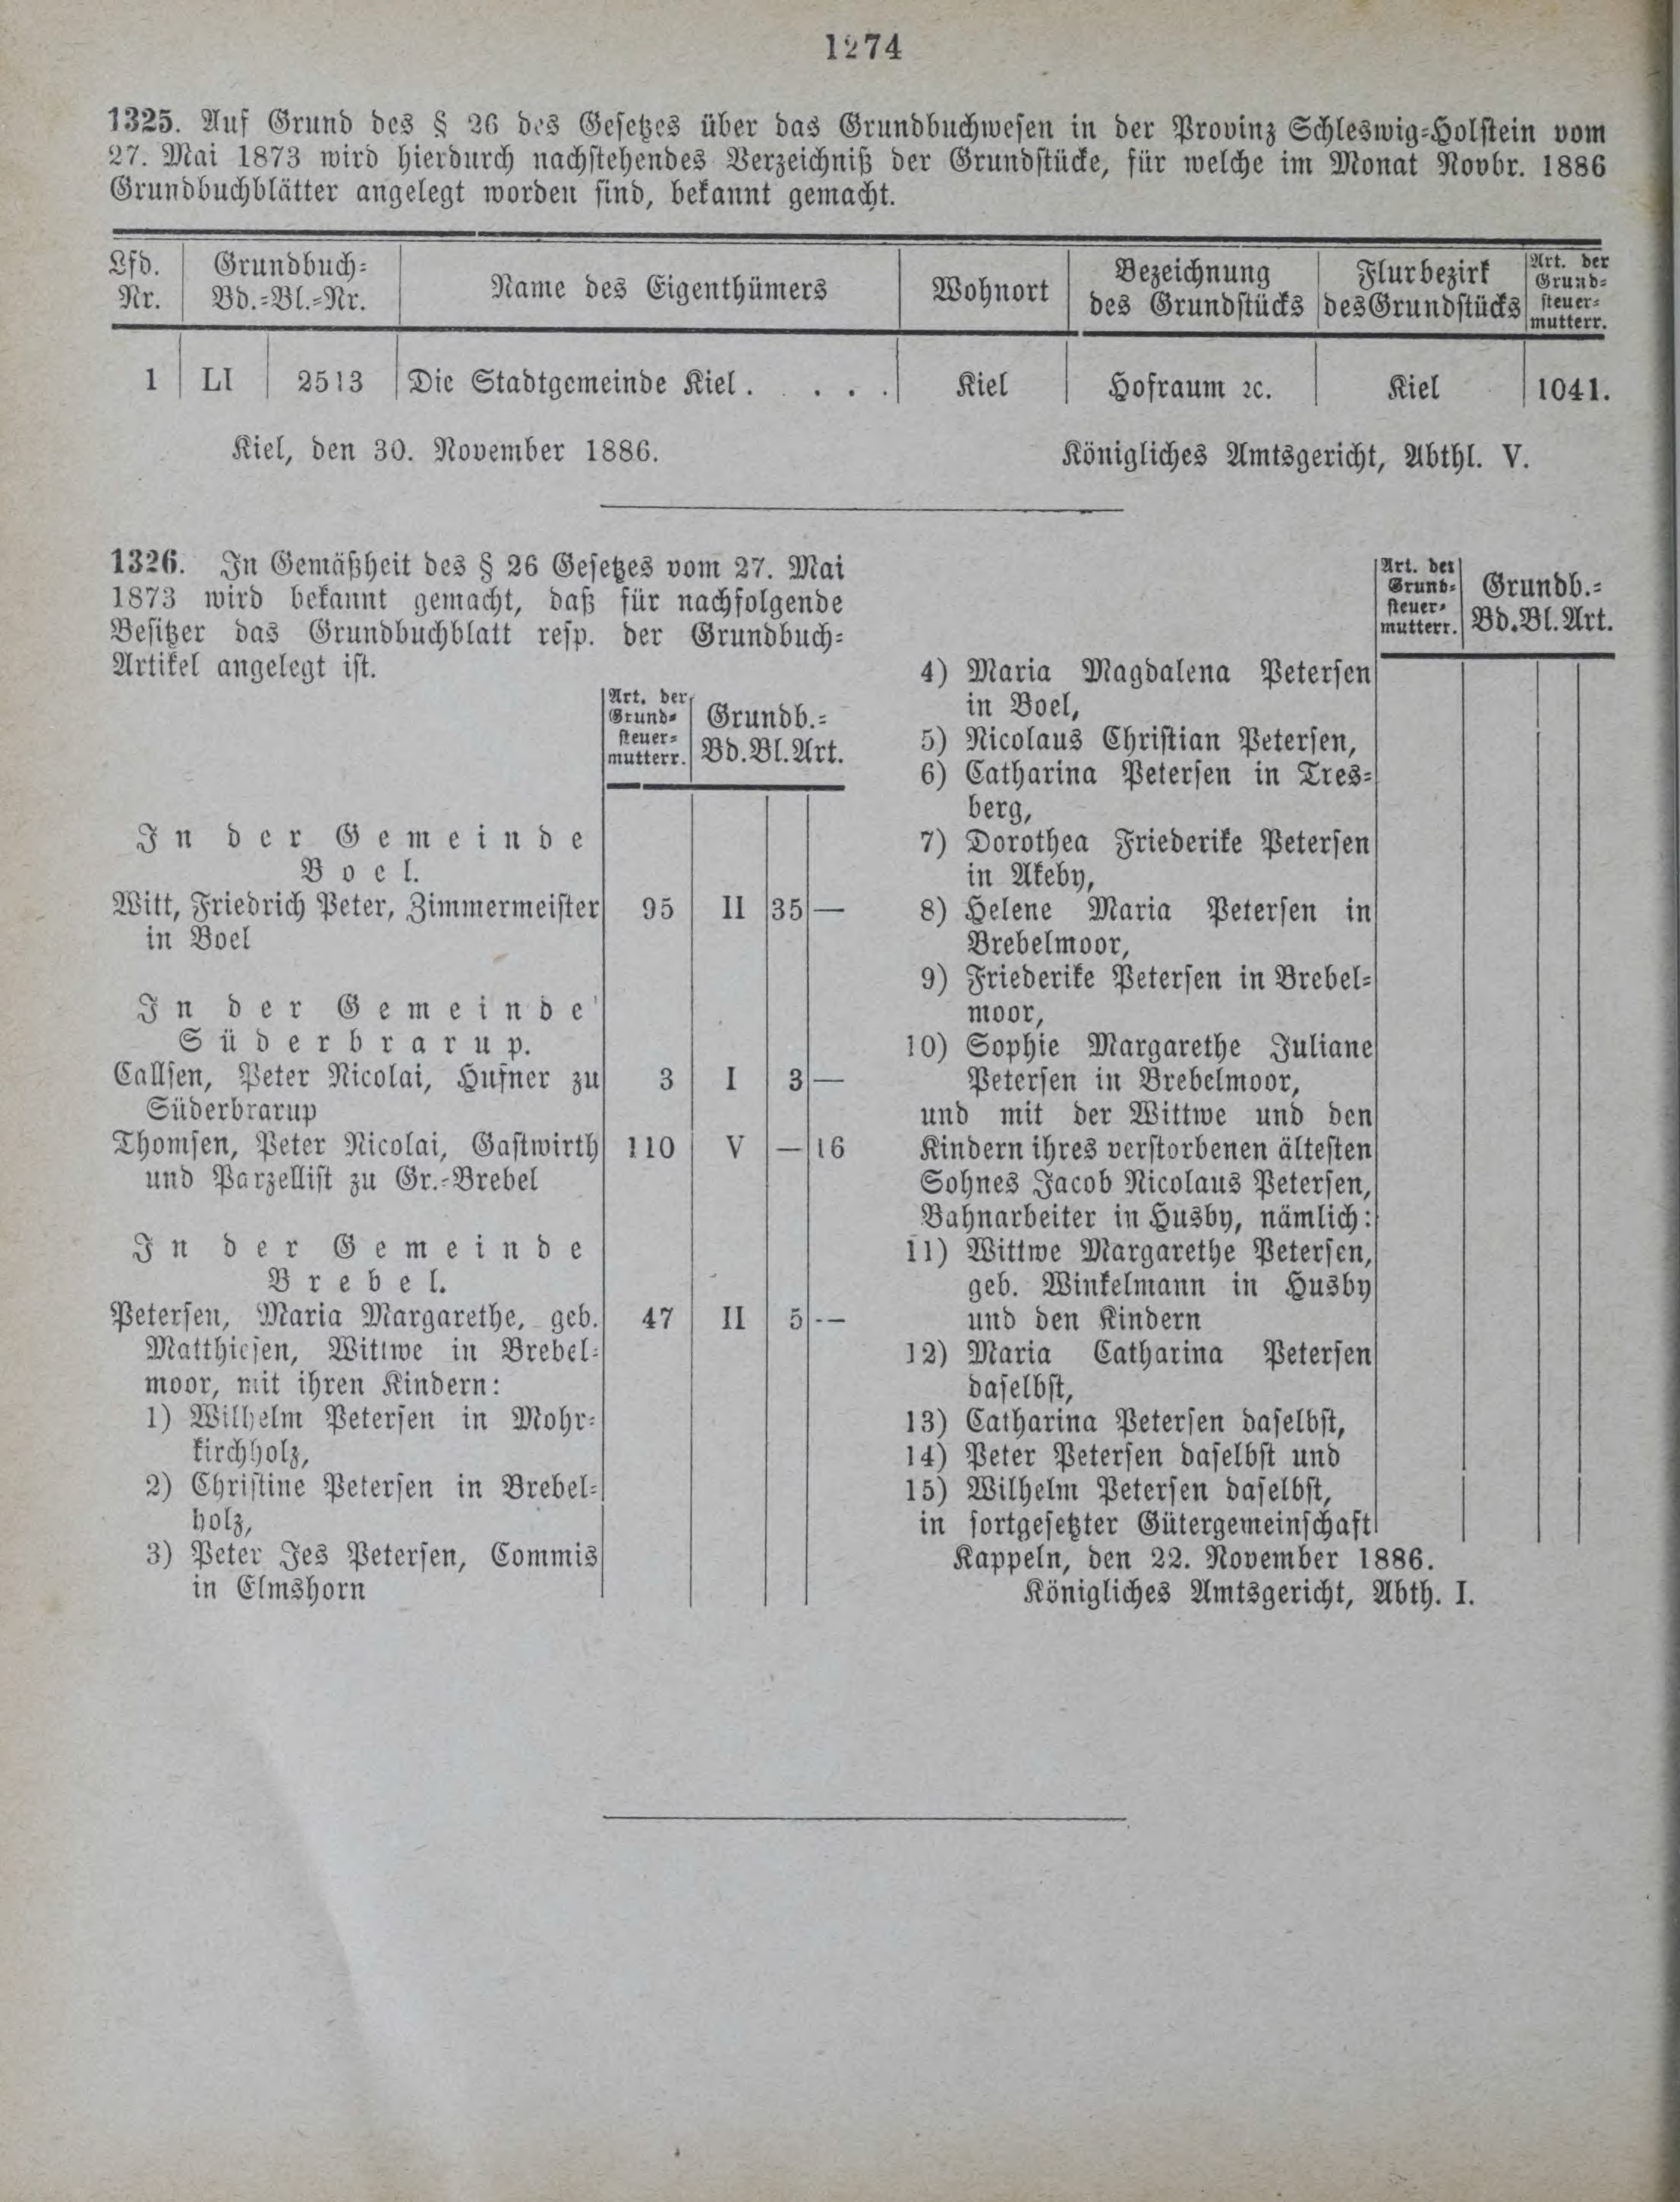 1274
1325. Auf Grund des § 26 des Gesetzes über das Grundbuchwesen in der Provinz Schleswig-Holstein vom
27. Mai 1873 wird hierdurch nachstehendes Verzeichniß der Grundstücke, für welche im Monat Novbr. 1886
Grundbuchblätter angelegt worden sind, bekannt gemacht.
Lfd. Nr. | Grundbuch- Bd.-Bl.-Nr. | Name des Eigenthümers | Wohnort | Bezeichnung des Grundstücks | Flurbezirk des Grundstücks | Art. der Grund- steuer- mutterr.
1 | LI | 2513 | Die Stadtgemeinde Kiel . . . . | Kiel | Hofraum ꝛc. | Kiel | 1041.
Kiel, den 30. November 1886. Königliches Amtsgericht, Abthl. V.
1326. In Gemäßheit des § 26 Gesetzes vom 27. Mai
1873 wird bekannt gemacht, daß für nachfolgende
Besitzer das Grundbuchblatt resp. der Grundbuch-
Artikel angelegt ist.
Art. der Grund- steuer- mutterr. | Grundb.- Bd. Bl. Art.
In der Gemeinde
Boel.
Witt, Friedrich Peter, Zimmermeister | 95 | II | 35 | —
in Boel
In der Gemeinde
Süderbrarup.
Callsen, Peter Nicolai, Hufner zu | 3 | I | 3 | —
Süderbrarup
Thomsen, Peter Nicolai, Gastwirth | 110 | V | — | 16
und Parzellist zu Gr.-Brebel
In der Gemeinde
Brebel.
Petersen, Maria Margarethe, geb. | 47 | II | 5 | —
Matthiesen, Wittwe in Brebel-
moor, mit ihren Kindern:
1) Wilhelm Petersen in Mohr-
kirchholz,
2) Christine Petersen in Brebel-
holz,
3) Peter Jes Petersen, Commis
in Elmshorn
Art. der Grund- steuer- mutterr. | Grundb.- Bd. Bl. Art.
4) Maria Magdalena Petersen
in Boel,
5) Nicolaus Christian Petersen,
6) Catharina Petersen in Tres-
berg,
7) Dorothea Friederike Petersen
in Akeby,
8) Helene Maria Petersen in
Brebelmoor,
9) Friederike Petersen in Brebel-
moor,
10) Sophie Margarethe Juliane
Petersen in Brebelmoor,
und mit der Wittwe und den
Kindern ihres verstorbenen ältesten
Sohnes Jacob Nicolaus Petersen,
Bahnarbeiter in Husby, nämlich:
11) Wittwe Margarethe Petersen,
geb. Winkelmann in Husby
und den Kindern
12) Maria Catharina Petersen
daselbst,
13) Catharina Petersen daselbst,
14) Peter Petersen daselbst und
15) Wilhelm Petersen daselbst,
in fortgesetzter Gütergemeinschaft
Kappeln, den 22. November 1886.
Königliches Amtsgericht, Abth. I.